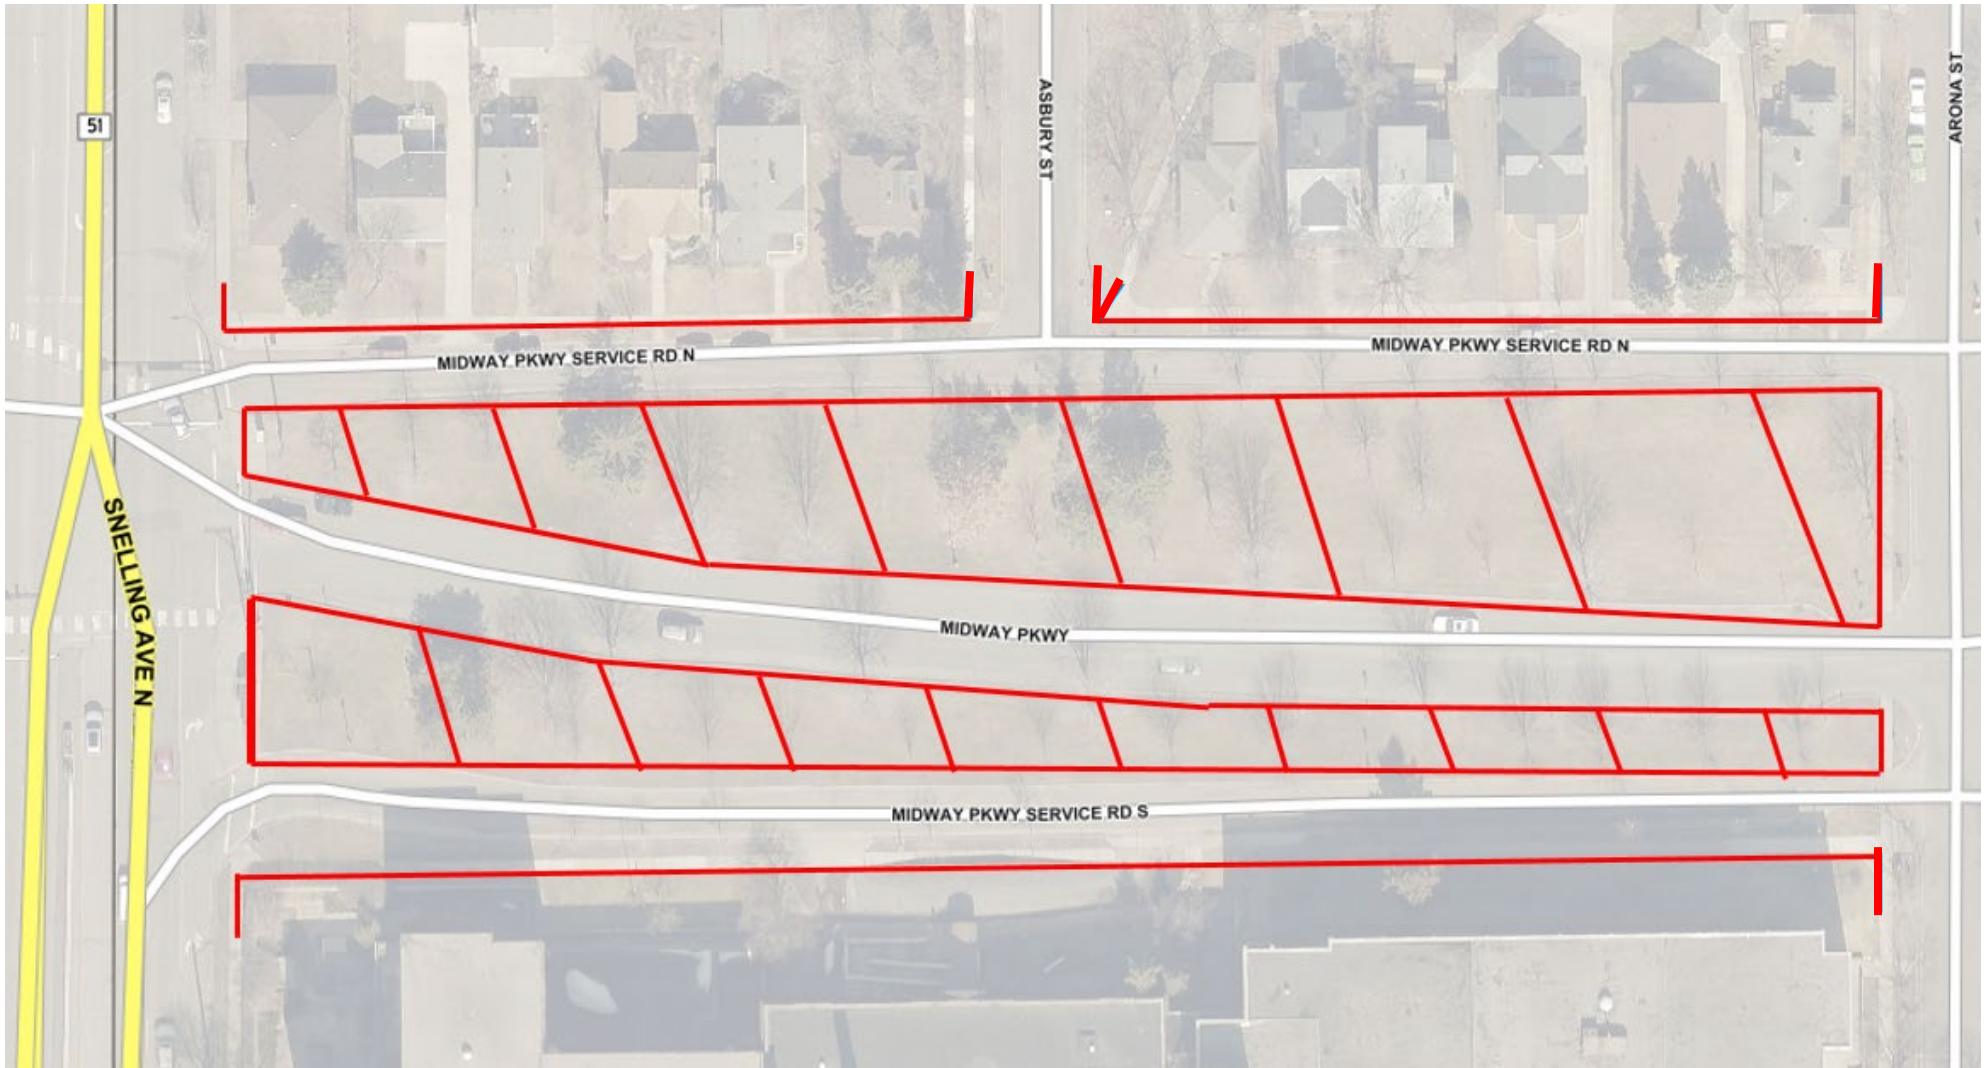 51
ASBURY ST
ARONA ST
MIDWAY PKWY SERVICE RD N
MIDWAY PKWY SERVICE RD N
SNELLING AVE N
MIDWAY PKWY
MIDWAY PKWY SERVICE RD S